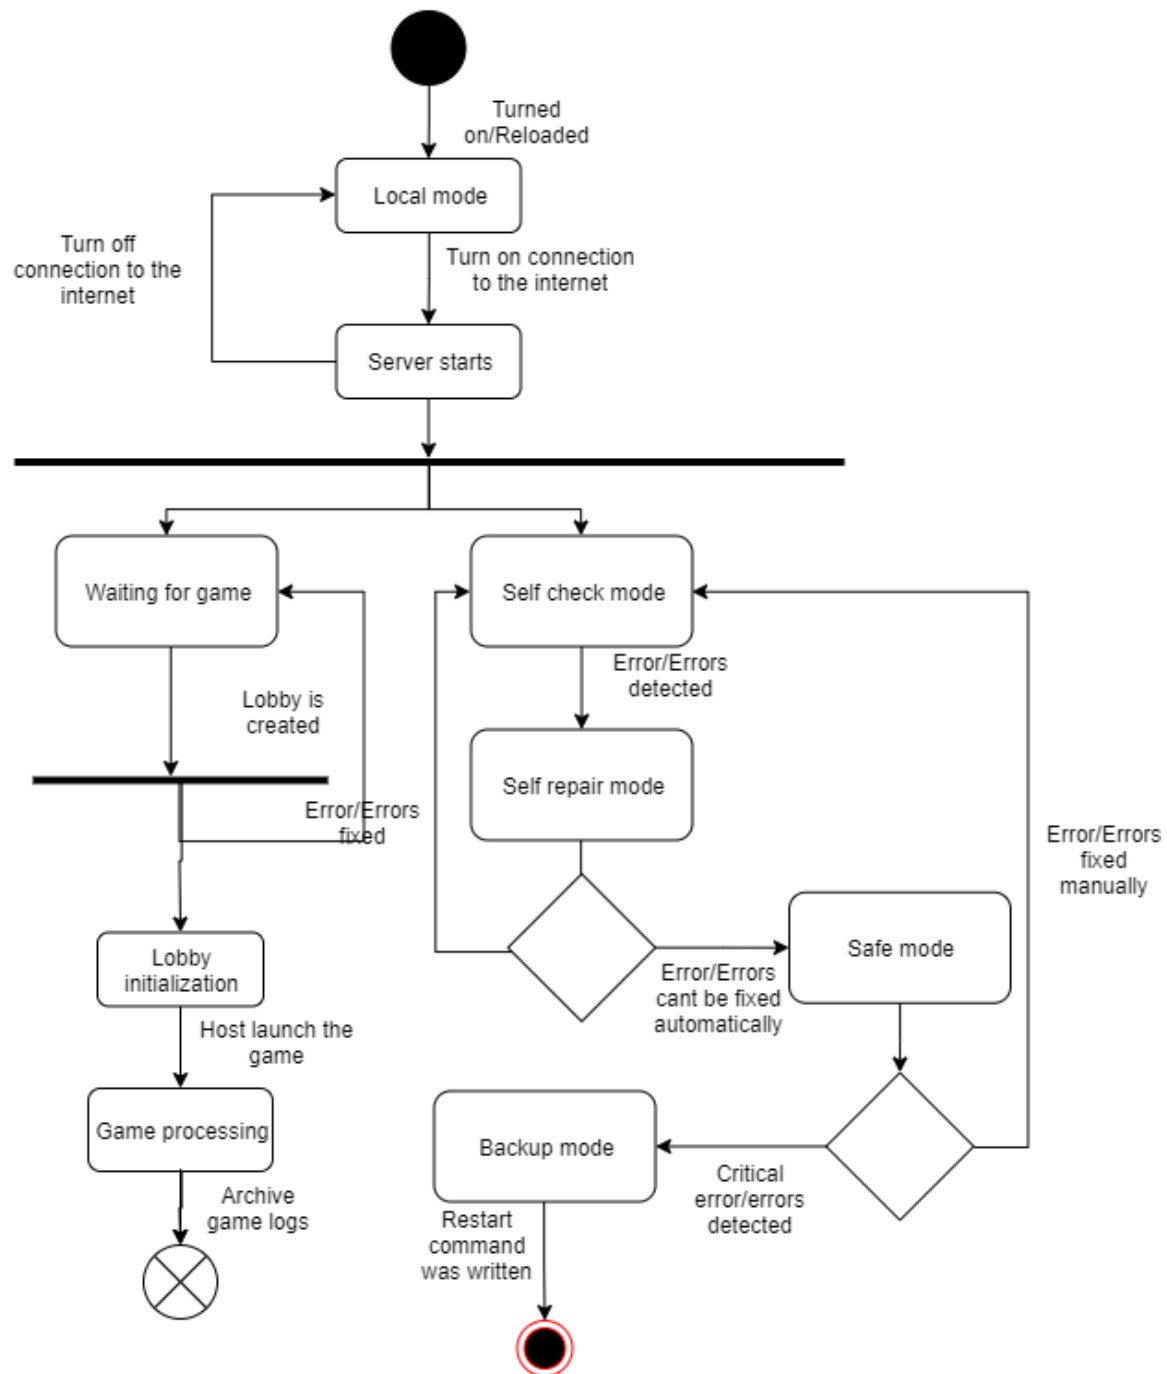 Turned
on/Reloaded
Local mode
Turn off
connection to the
internet
Turn on connection
to the internet
Server starts
Waiting for game
Self check mode
Error/Errors
detected
Lobby is
created
Self repair mode
Error/Errors
fixed
Error/Errors
fixed
manually
Safe mode
Lobby
initialization
Error/Errors
cant be fixed
automatically
Host launch the
game
Game processing
Backup mode
Critical
error/errors
detected
Archive
game logs
Restart
command
was written